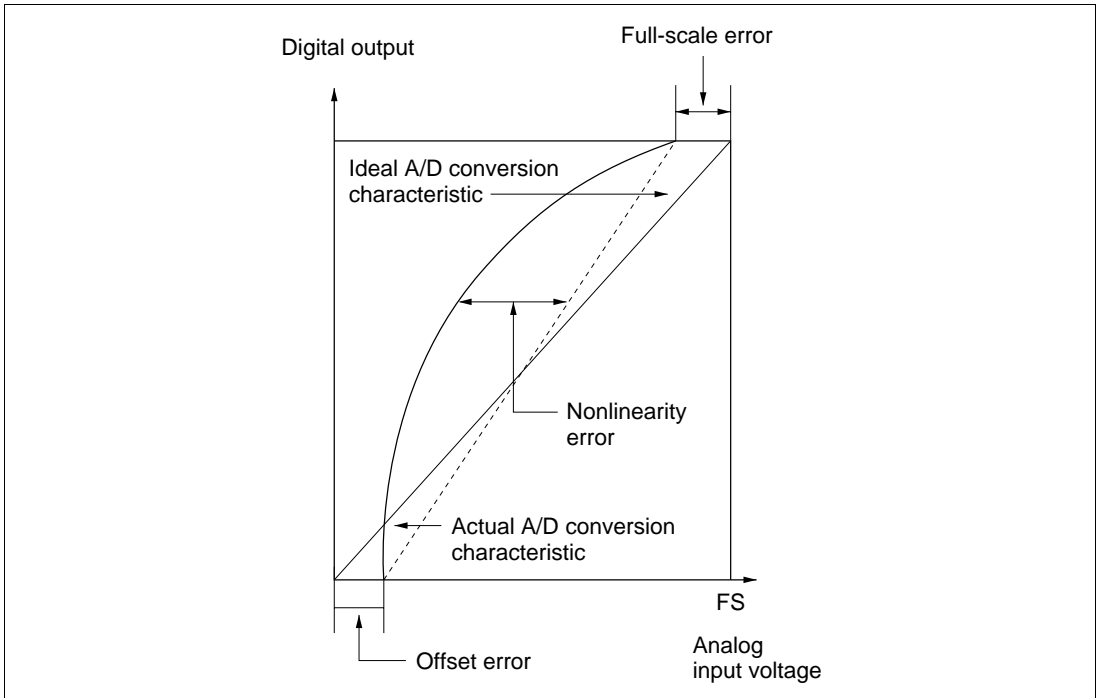 Digital output
Full-scale error
Ideal A/D conversion
characteristic
Nonlinearity
error
Actual A/D conversion
characteristic
FS
Offset error
Analog
input voltage